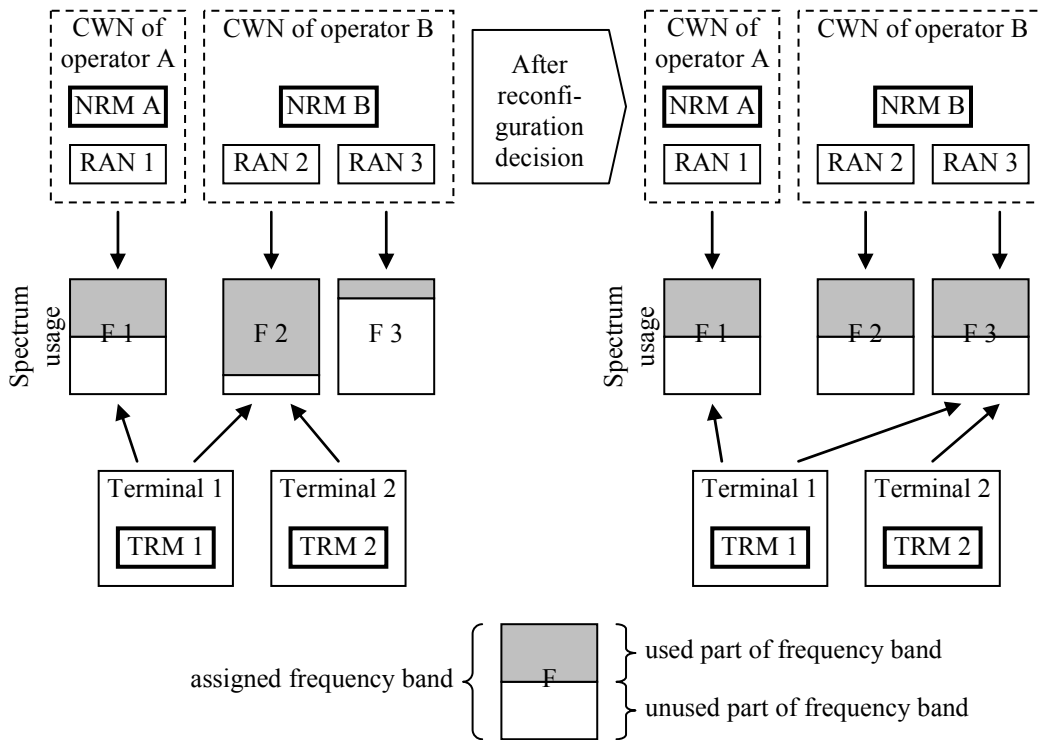 CWN of
operator A
NRM A
RAN 1
CWN of operator B
NRM B
RAN 2
RAN 3
After
reconfi-
guration
decision
CWN of
operator A
NRM A
RAN 1
CWN of operator B
NRM B
RAN 2
RAN 3
Spectrum
usage
F 1
F 2
F 3
Spectrum
usage
F 1
F 2
F 3
Terminal 1
TRM 1
Terminal 2
TRM 2
Terminal 1
TRM 1
Terminal 2
TRM 2
assigned frequency band
F
used part of frequency band
unused part of frequency band